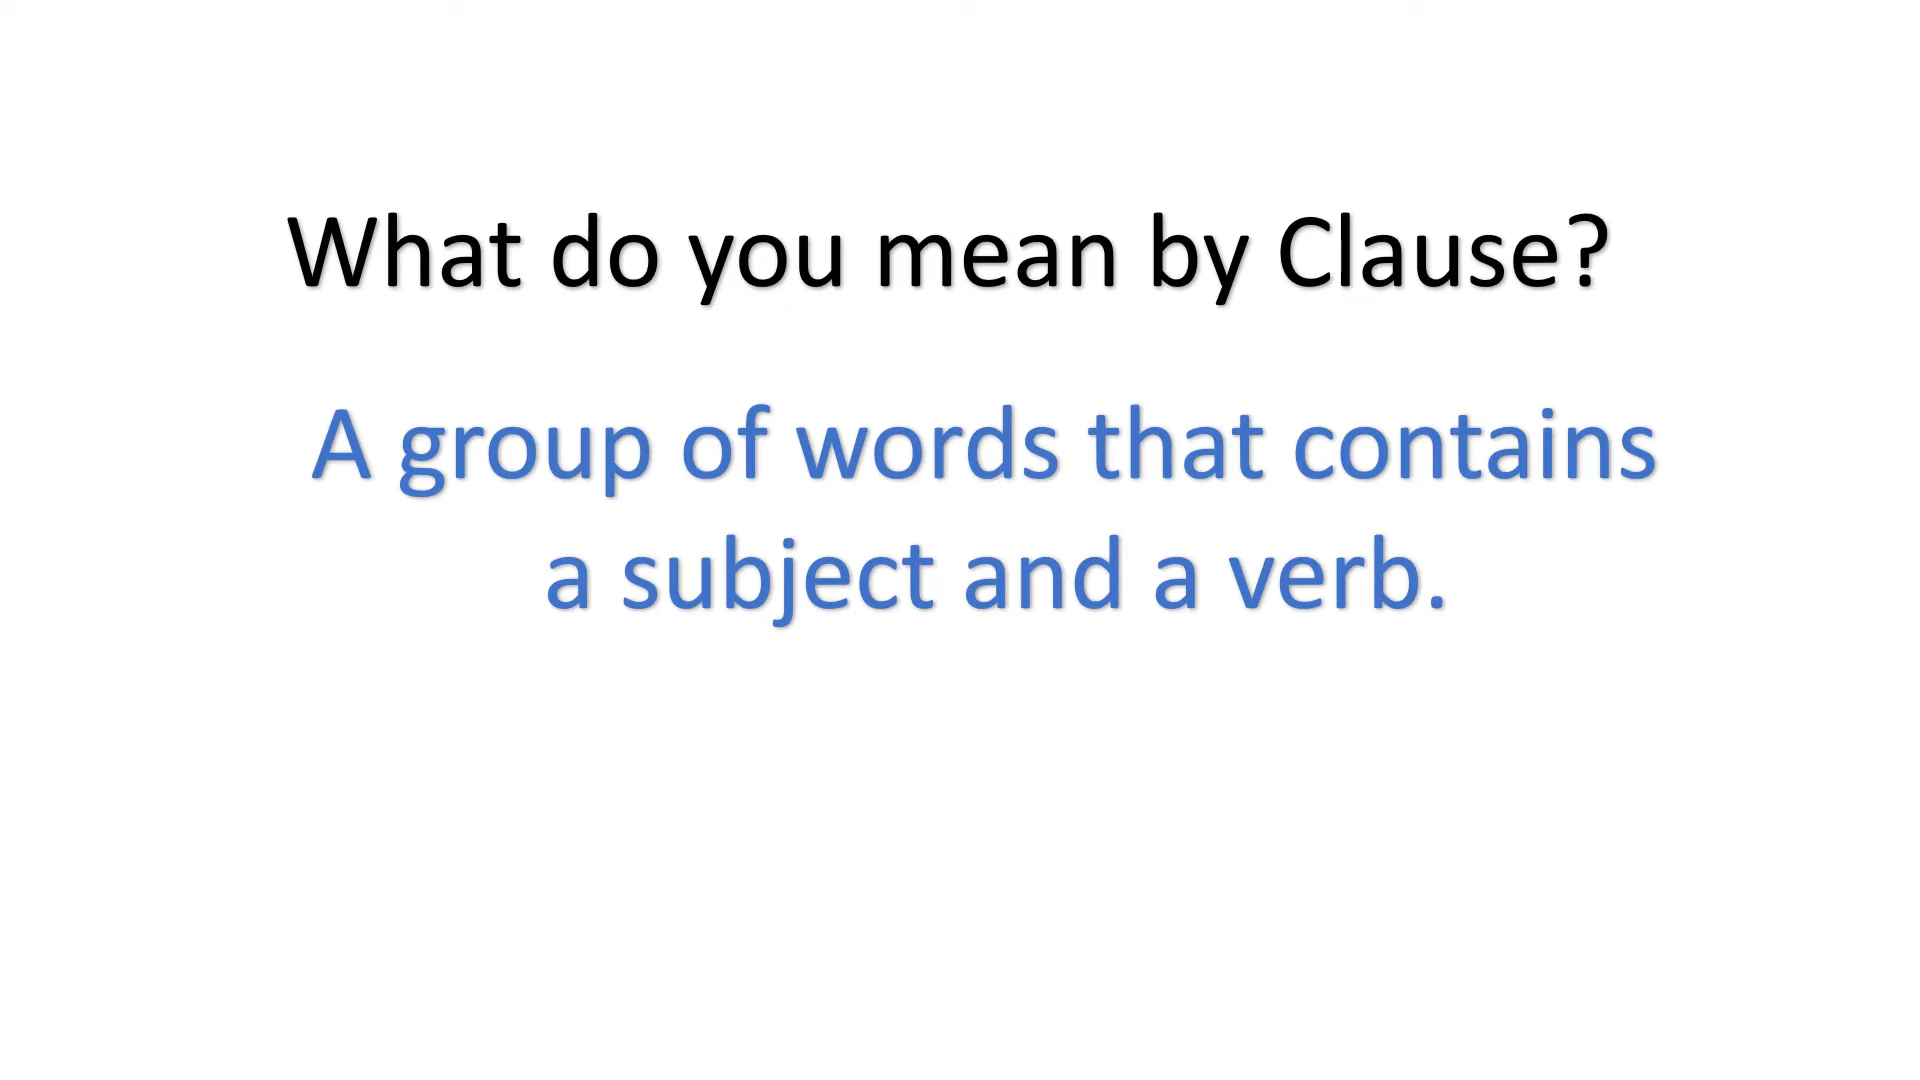 What do you mean by Clause?
A group of words that contains
a subject and a verb.